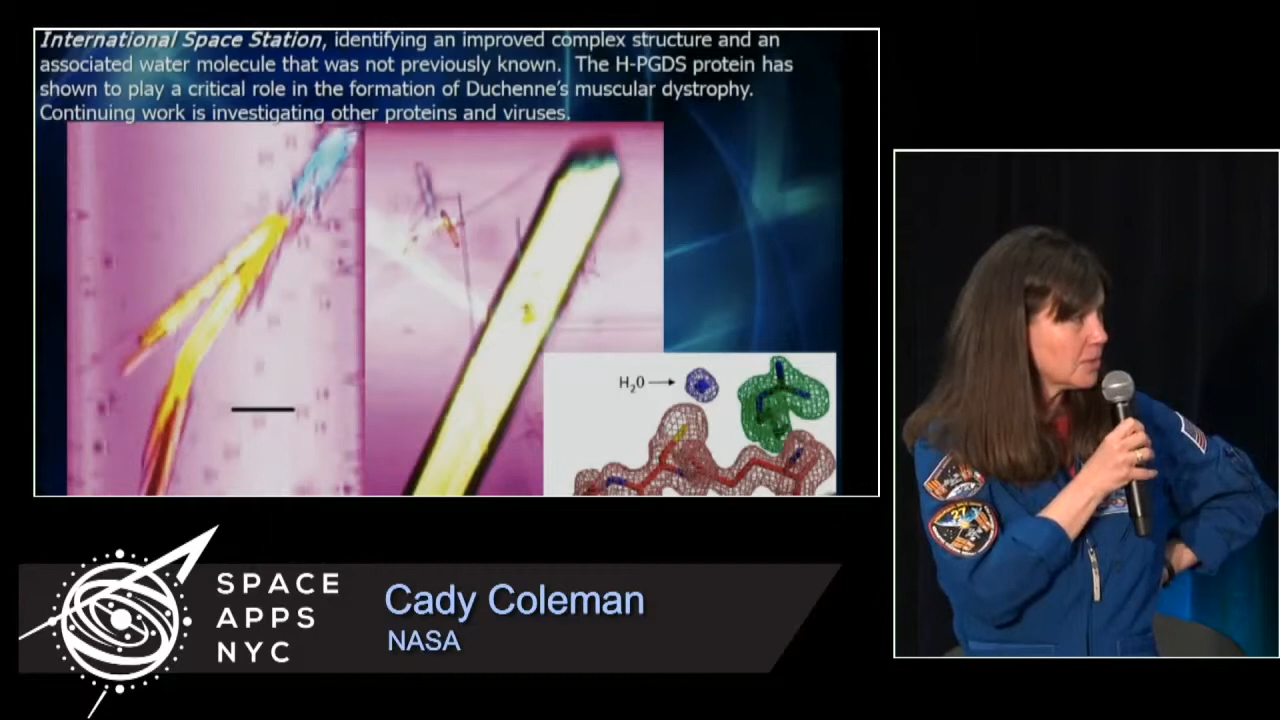 International Space Station, identifying an improved complex structure and an
associated water molecule that was not previously known. The H-PGDS protein has
shown to play a critical role in the formation of Duchenne's muscular dystrophy.
Continuing work is investigating other proteins and viruses.
H₂0
SPACE
APPS
NYC
Cady Coleman
NASA
27